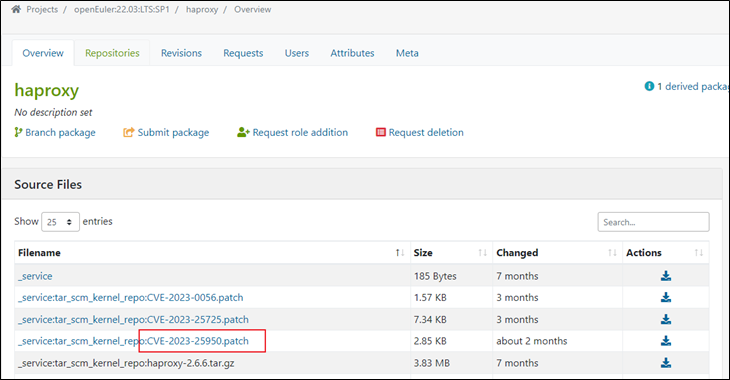 Projects / openEuler:22.03:LTS:SP1 / haproxy / Overview
Overview Repositories Revisions Requests Users Attributes Meta
haproxy
1 derived packa
No description set
Branch package Submit package Request role addition Request deletion
Source Files
Show 25 entries Search...
Filename Size Changed Actions
_service 185 Bytes 7 months
_service:tar_scm_kernel_repo:CVE-2023-0056.patch 1.57 KB 3 months
_service:tar_scm_kernel_repo:CVE-2023-25725.patch 7.34 KB 3 months
_service:tar_scm_kernel_repo:CVE-2023-25950.patch 2.85 KB about 2 months
_service:tar_scm_kernel_repo:haproxy-2.6.6.tar.gz 3.83 MB 7 months